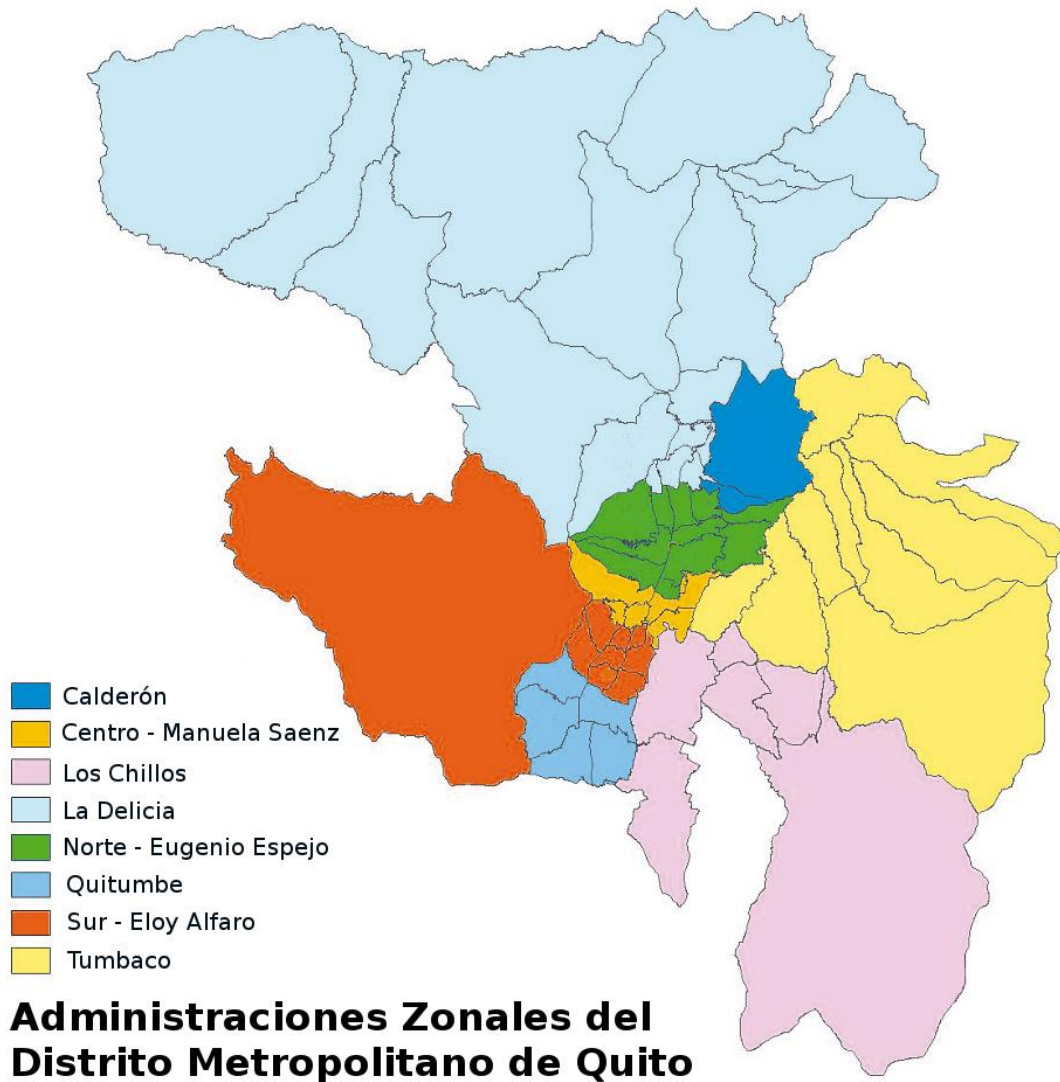 Calderón
Centro - Manuela Saenz
Los Chillos
La Delicia
Norte - Eugenio Espejo
Quitumbe
Sur - Eloy Alfaro
Tumbaco
Administraciones Zonales del
Distrito Metropolitano de Quito